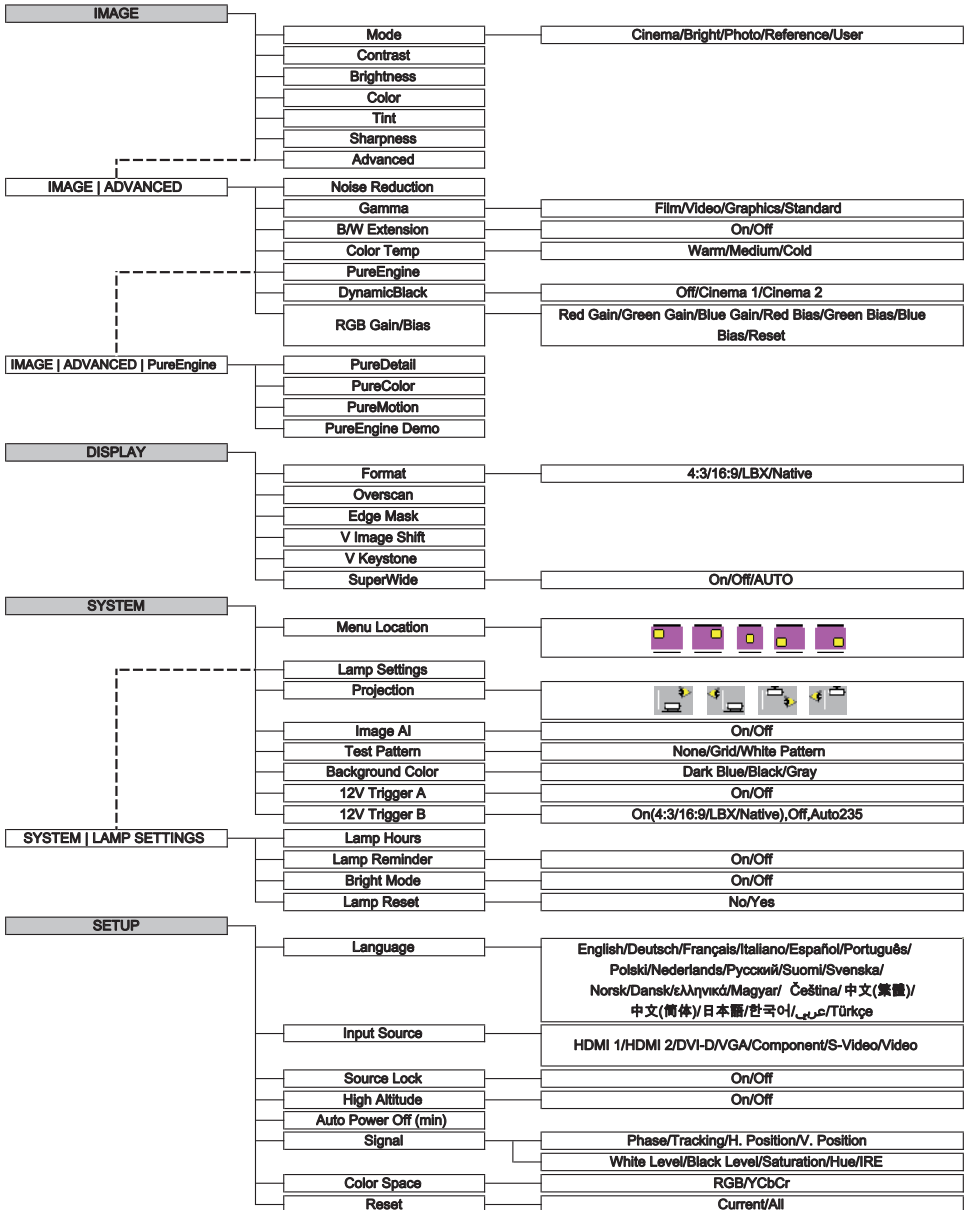 IMAGE
Mode
Cinema/Bright/Photo/Reference/User
Contrast
Brightness
Color
Tint
Sharpness
Advanced
IMAGE | ADVANCED
Noise Reduction
Gamma
Film/Video/Graphics/Standard
B/W Extension
On/Off
Color Temp
Warm/Medium/Cold
PureEngine
DynamicBlack
Off/Cinema 1/Cinema 2
RGB Gain/Bias
Red Gain/Green Gain/Blue Gain/Red Bias/Green Bias/Blue
Bias/Reset
IMAGE | ADVANCED | PureEngine
PureDetail
PureColor
PureMotion
PureEngine Demo
DISPLAY
Format
4:3/16:9/LBX/Native
Overscan
Edge Mask
V Image Shift
V Keystone
SuperWide
On/Off/AUTO
SYSTEM
Menu Location
Lamp Settings
Projection
Image AI
On/Off
Test Pattern
None/Grid/White Pattern
Background Color
Dark Blue/Black/Gray
12V Trigger A
On/Off
12V Trigger B
On(4:3/16:9/LBX/Native),Off,Auto235
SYSTEM | LAMP SETTINGS
Lamp Hours
Lamp Reminder
On/Off
Bright Mode
On/Off
Lamp Reset
No/Yes
SETUP
Language
English/Deutsch/Français/Italiano/Español/Português/
Polski/Nederlands/Русский/Suomi/Svenska/
Norsk/Dansk/ελληνικά/Magyar/ Čeština/ 中文(繁體)/
中文(简体)/日本語/한국어/عربي/Türkçe
Input Source
HDMI 1/HDMI 2/DVI-D/VGA/Component/S-Video/Video
Source Lock
On/Off
High Altitude
On/Off
Auto Power Off (min)
Signal
Phase/Tracking/H. Position/V. Position
White Level/Black Level/Saturation/Hue/IRE
Color Space
RGB/YCbCr
Reset
Current/All